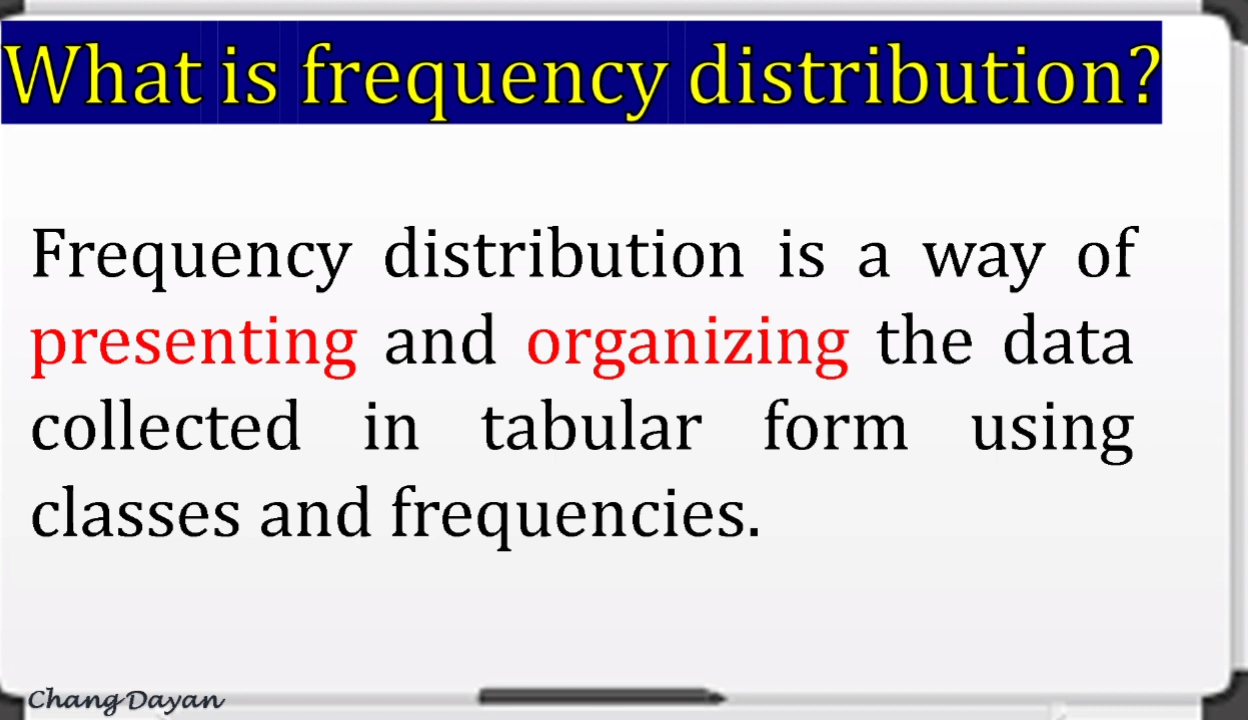 What is frequency distribution?
Frequency distribution is a way of
presenting and organizing the data
collected in tabular form using
classes and frequencies.
Chang Dayan